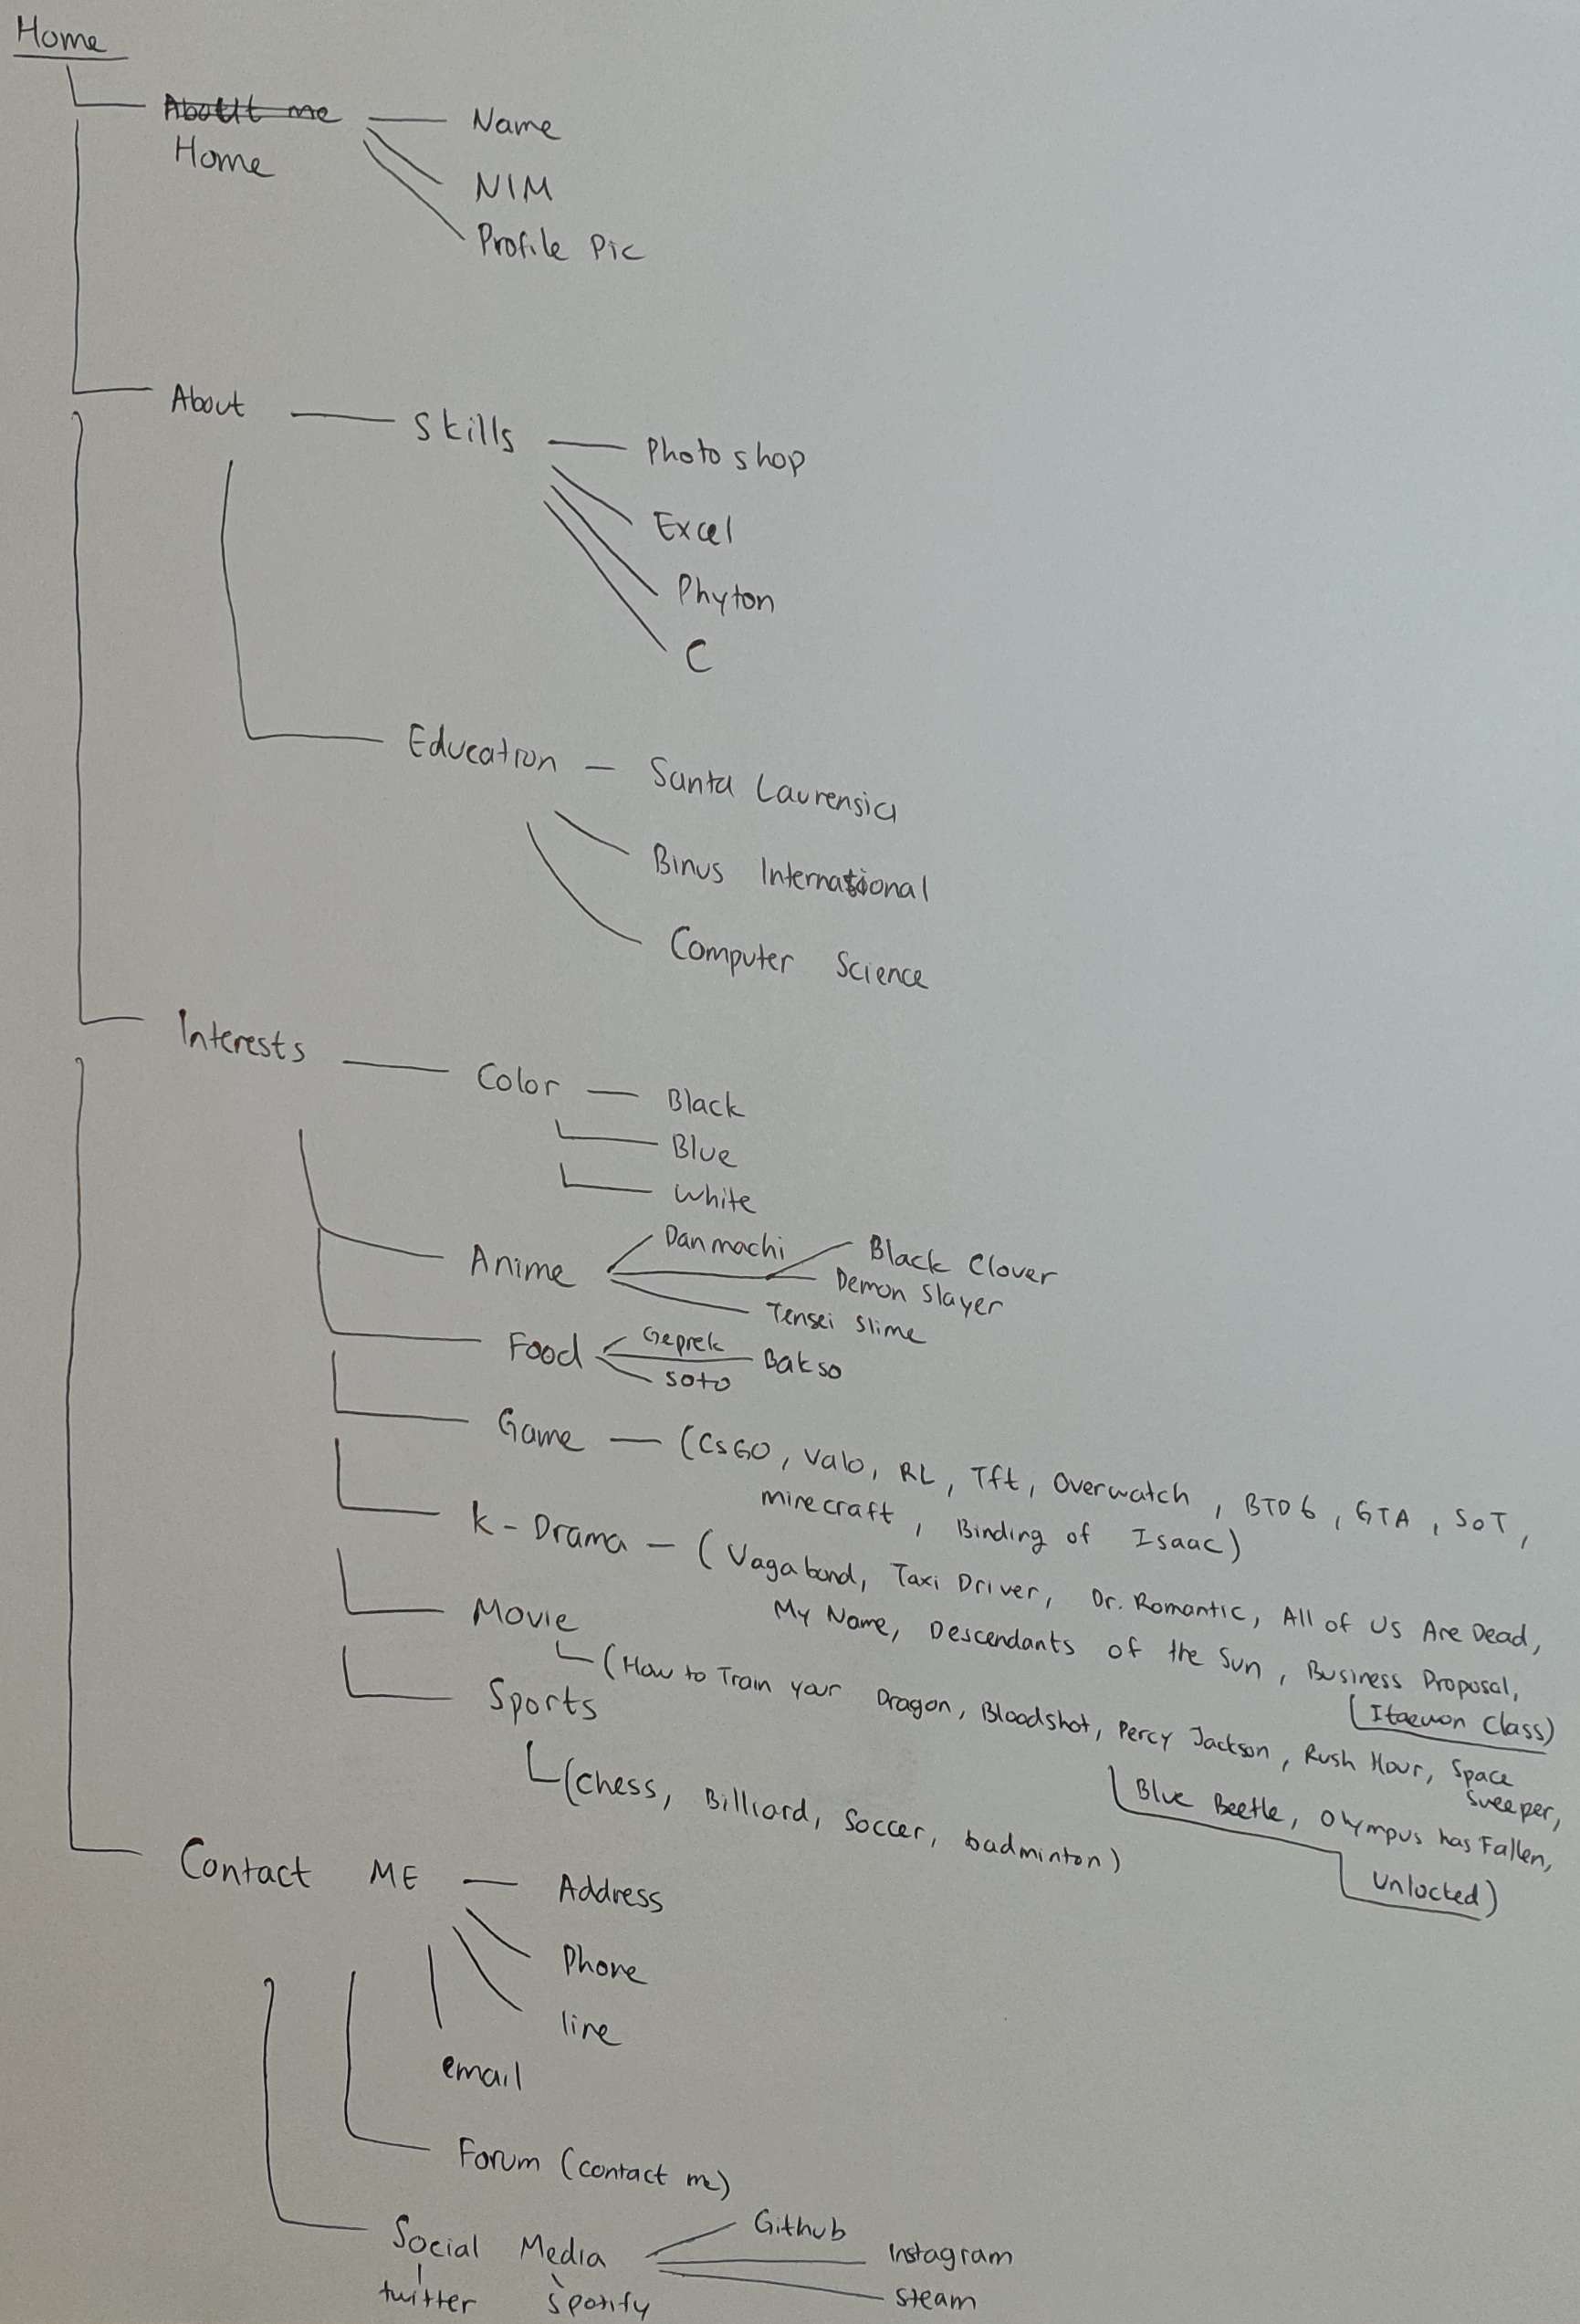 Home
About me
Home
Name
NIM
Profile Pic
About
Skills
Photoshop
Excel
Phyton
C
Education
Santa Laurensia
Binus International
Computer Science
Interests
Color
Black
Blue
White
Anime
Danmachi
Black Clover
Demon Slayer
Tensei Slime
Food
Geprek
Bakso
Soto
Game
(CsGO, Valo, RL, Tft, Overwatch, BTD6, GTA, SoT,
minecraft, Binding of Isaac)
K-Drama
(Vagabond, Taxi Driver, Dr. Romantic, All of Us Are Dead,
My Name, Descendants of the Sun, Business Proposal,
Itaewon Class)
Movie
(How to Train your Dragon, Bloodshot, Percy Jackson, Rush Hour, Space
Sweeper,
Blue Beetle, Olympus has Fallen,
Unlocked)
Sports
(Chess, Billiard, Soccer, badminton)
Contact ME
Address
Phone
line
email
Forum (contact me)
Social Media
Github
Instagram
steam
twitter
Spotify